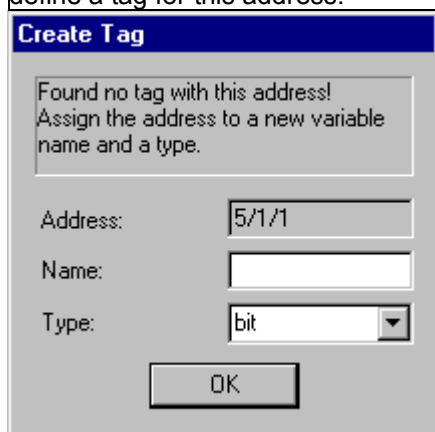 define a tag for this address.
Create Tag
Found no tag with this address!
Assign the address to a new variable
name and a type.
Address: 5/1/1
Name:
Type: bit
OK